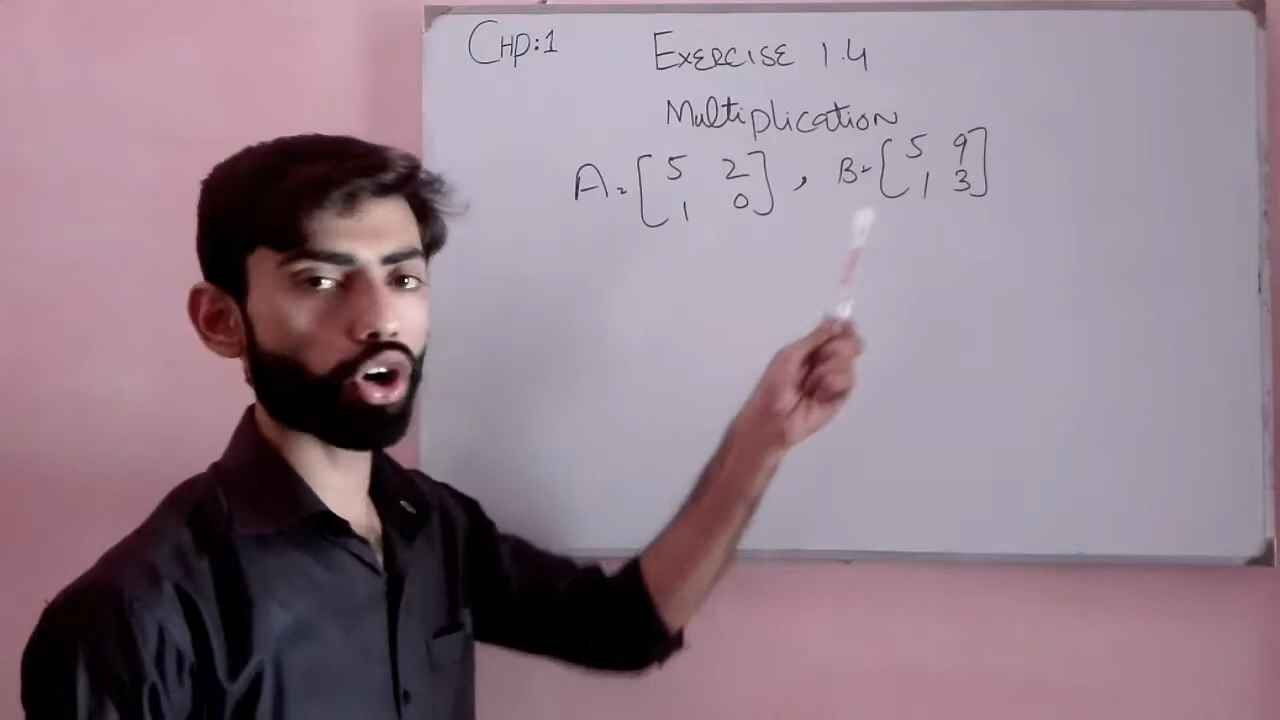 CHP:1 EXERCISE 1.4
Multiplication
A = [5 2
1 0], B = [5 9
1 3]